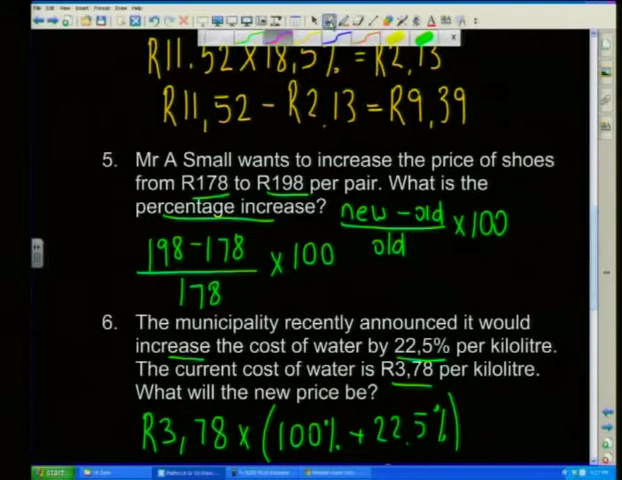 R11.52 x 18,5% = R2,13
R11,52 - R2.13 = R9,39
5. Mr A Small wants to increase the price of shoes
from R178 to R198 per pair. What is the
percentage increase?
new - old
old
x 100
198 - 178
178
x 100
6. The municipality recently announced it would
increase the cost of water by 22,5% per kilolitre.
The current cost of water is R3,78 per kilolitre.
What will the new price be?
R3,78 x (100% + 22.5%)
start